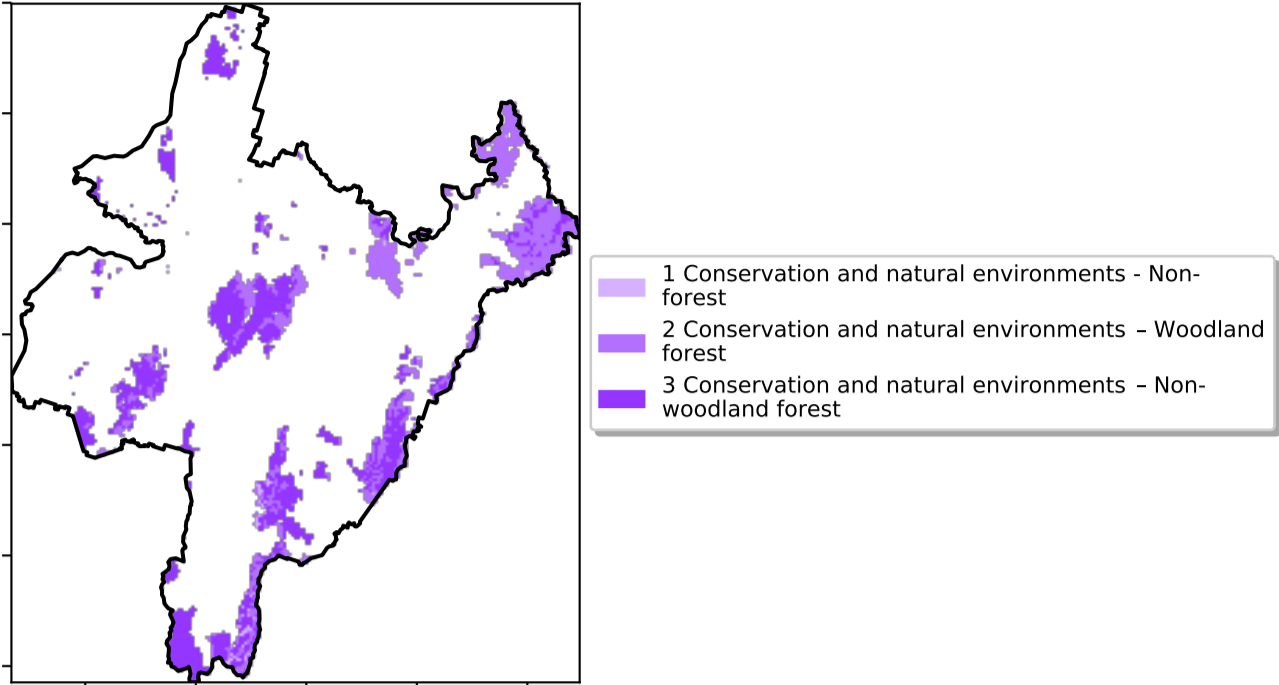 1 Conservation and natural environments - Non-
forest
2 Conservation and natural environments – Woodland
forest
3 Conservation and natural environments – Non-
woodland forest